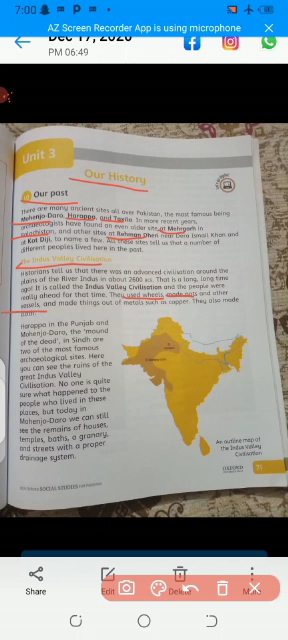 7:00
AZ Screen Recorder App is using microphone
Dec 17, 2020
PM 06:49
Unit 3
Our History
Our past
There are many ancient sites all over Pakistan, the most famous being
Mohenjo-Daro, Harappa, and Taxila. In more recent years,
archaeologists have found an even older site at Mehrgarh in
Balochistan, and other sites at Rehman Dheri near Dera Ismail Khan and
at Kot Diji, to name a few. All these sites tell us that a number of
different peoples lived here in the past.
The Indus Valley Civilisation
Historians tell us there was an advanced civilisation around the
plains of the River Indus in about 2600 BCE. That is a long, long time
ago! It is called the Indus Valley Civilisation and the people were
really ahead for that time. They used wheels, made pots and other
vessels, and made things out of metals such as copper. They also made
Harappa in the Punjab and
Mohenjo-Daro, the 'mound
of the dead', in Sindh are
two of the most famous
archaeological sites. Here
you can see the ruins of the
great Indus Valley
Civilisation. No one is quite
sure what happened to the
people who lived in these
places, but today in
Mohenjo-Daro we can still
see the remains of houses,
temples, baths, a granary,
and streets with a proper
drainage system.
An outline map of
the Indus Valley
Civilisation
SOCIAL STUDIES
OXFORD
71
Share
Edit
Delete
More